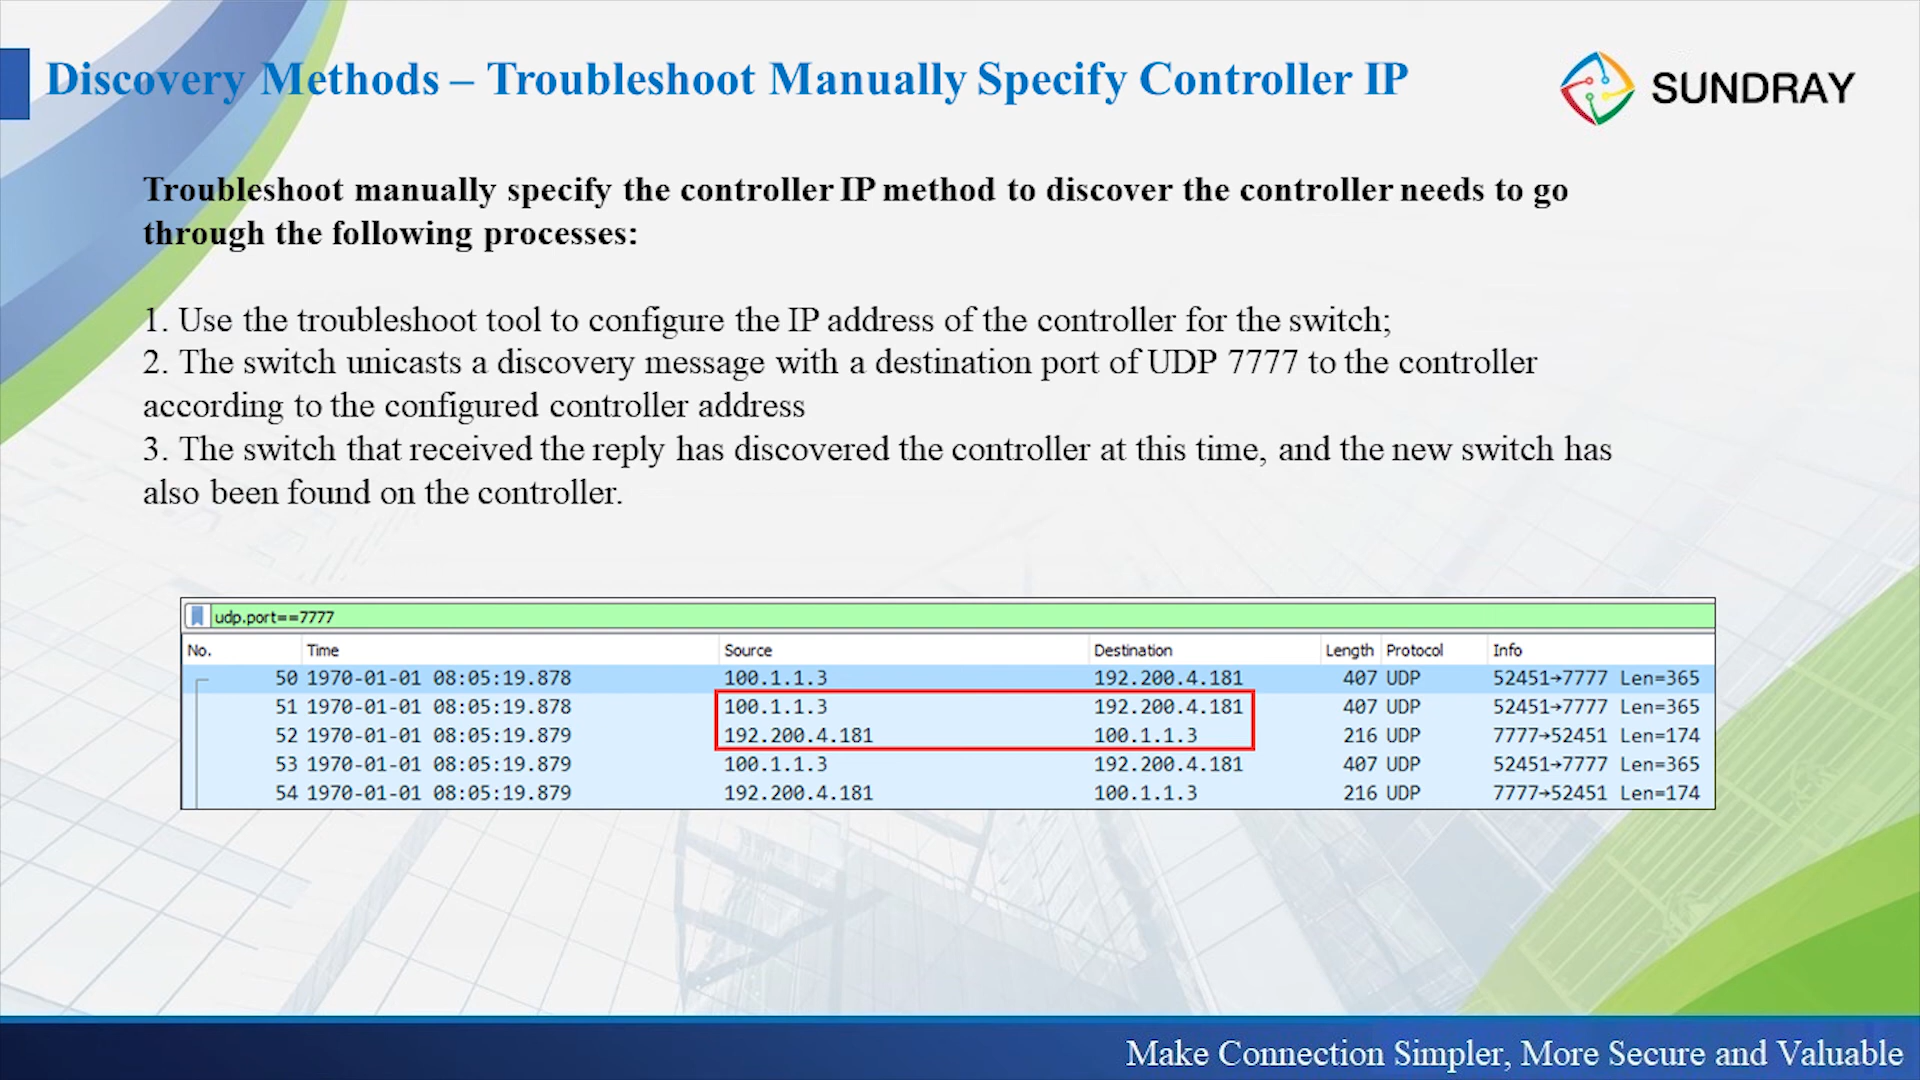 Discovery Methods – Troubleshoot Manually Specify Controller IP
SUNDRAY
Troubleshoot manually specify the controller IP method to discover the controller needs to go
through the following processes:
1. Use the troubleshoot tool to configure the IP address of the controller for the switch;
2. The switch unicasts a discovery message with a destination port of UDP 7777 to the controller
according to the configured controller address
3. The switch that received the reply has discovered the controller at this time, and the new switch has
also been found on the controller.
udp.port==7777
No. Time Source Destination Length Protocol Info
50 1970-01-01 08:05:19.878 100.1.1.3 192.200.4.181 407 UDP 52451→7777 Len=365
51 1970-01-01 08:05:19.878 100.1.1.3 192.200.4.181 407 UDP 52451→7777 Len=365
52 1970-01-01 08:05:19.879 192.200.4.181 100.1.1.3 216 UDP 7777→52451 Len=174
53 1970-01-01 08:05:19.879 100.1.1.3 192.200.4.181 407 UDP 52451→7777 Len=365
54 1970-01-01 08:05:19.879 192.200.4.181 100.1.1.3 216 UDP 7777→52451 Len=174
Make Connection Simpler, More Secure and Valuable